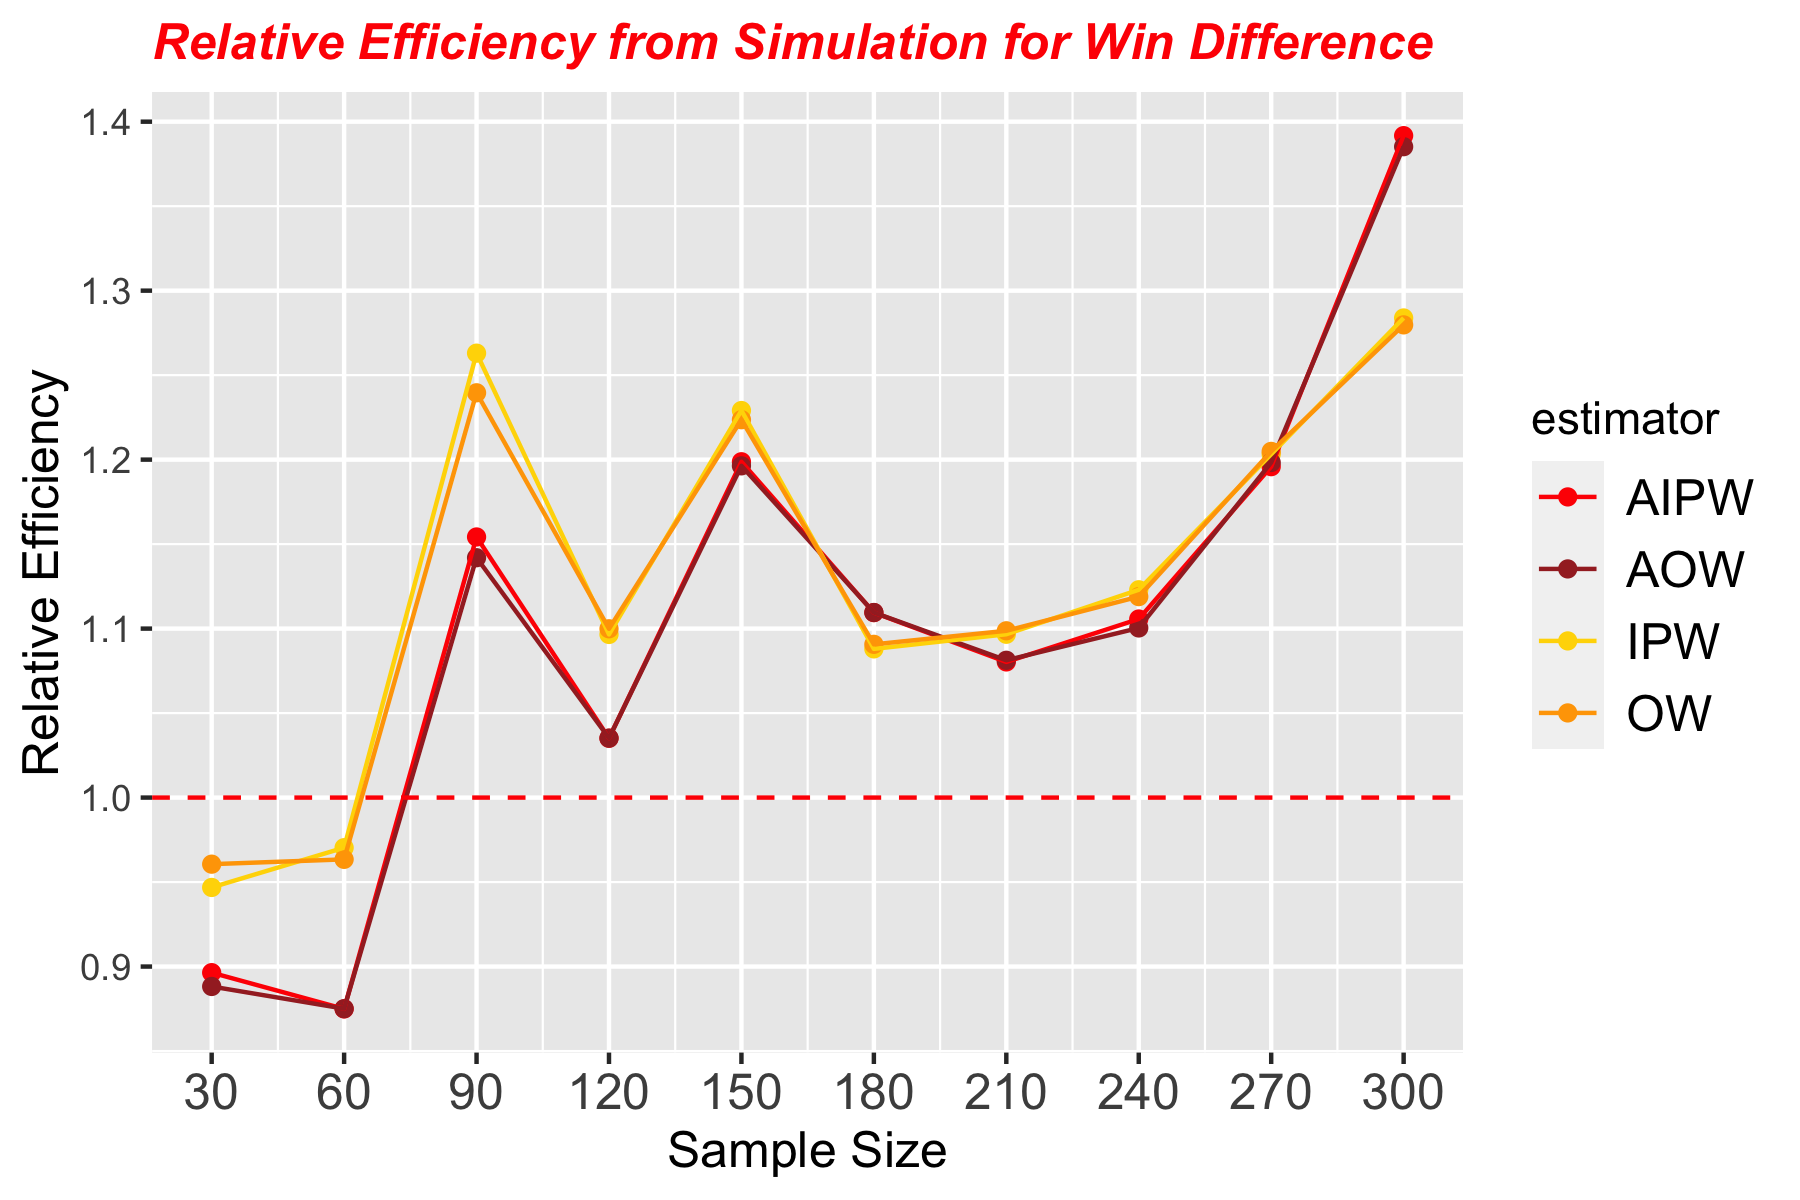 Relative Efficiency from Simulation for Win Difference
Relative Efficiency
1.4
1.3
1.2
1.1
1.0
0.9
30 60 90 120 150 180 210 240 270 300
Sample Size
estimator
AIPW
AOW
IPW
OW